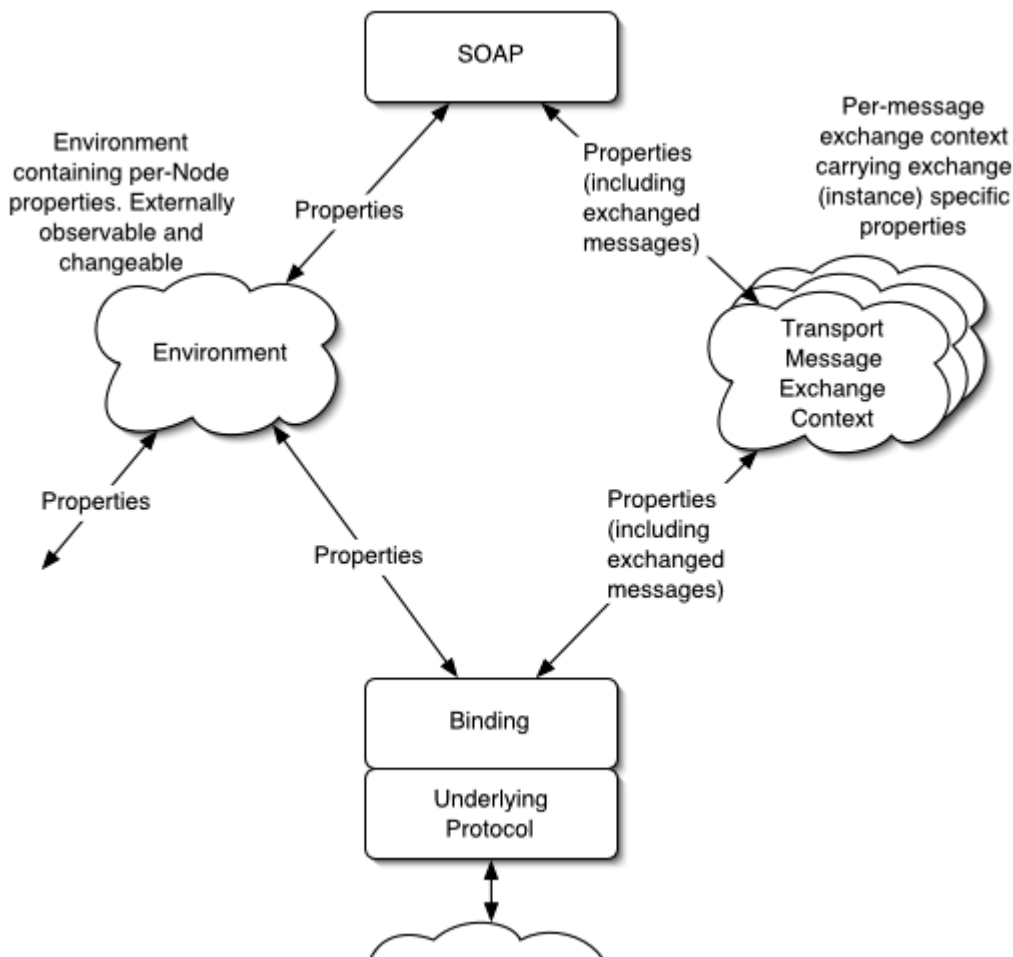 SOAP
Per-message
exchange context
carrying exchange
(instance) specific
properties
Environment
containing per-Node
properties. Externally
observable and
changeable
Properties
(including
exchanged
messages)
Properties
Environment
Transport
Message
Exchange
Context
Properties
Properties
(including
exchanged
messages)
Properties
Binding
Underlying
Protocol